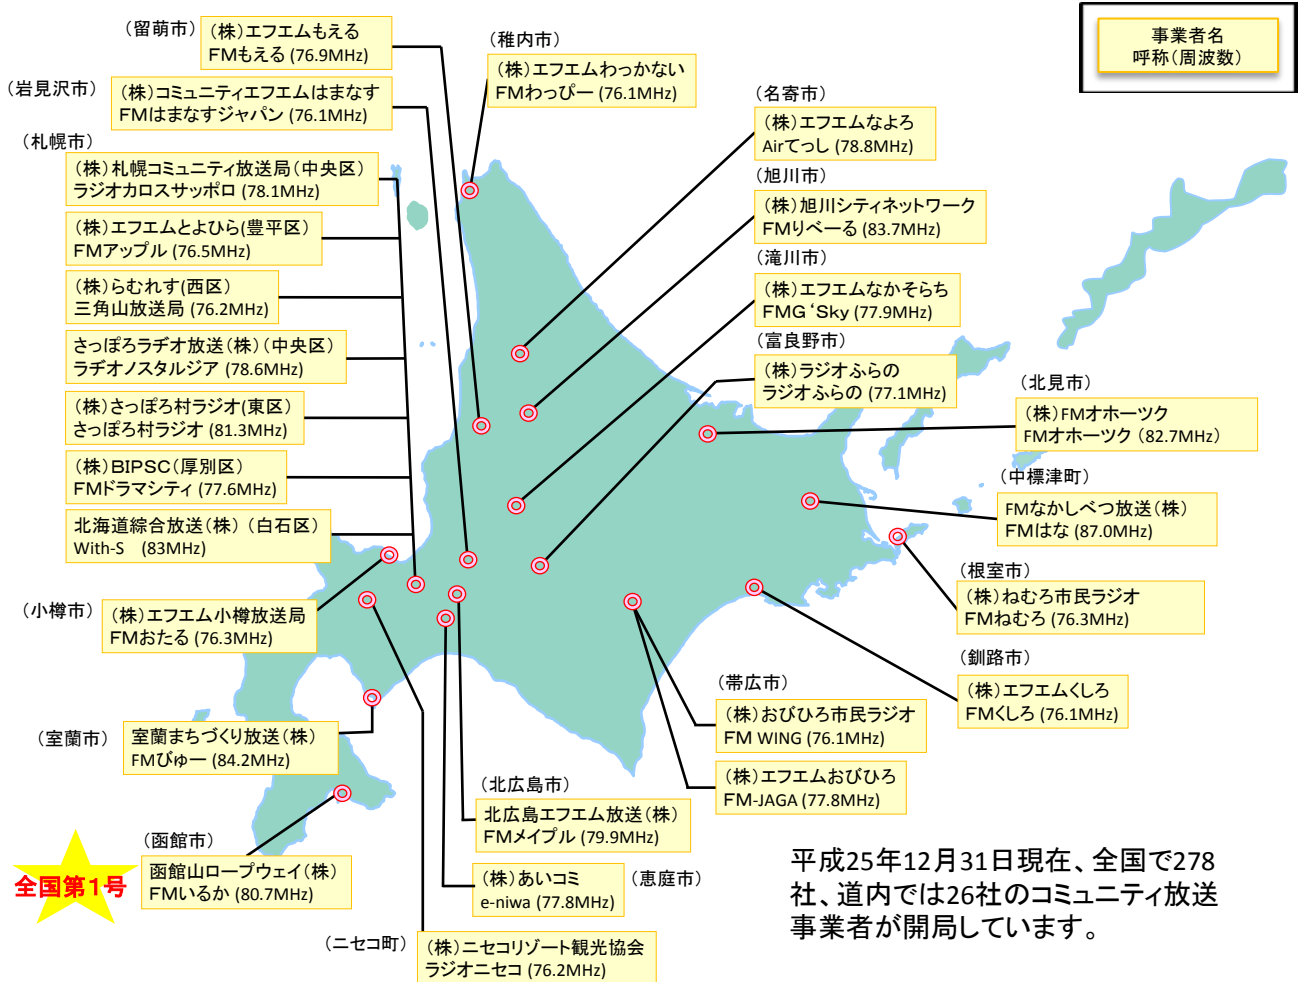 事業者名
呼称(周波数)
(留萌市)
(株)エフエムもえる
FMもえる (76.9MHz)
(稚内市)
(株)エフエムわっかない
FMわっぴー (76.1MHz)
(岩見沢市)
(株)コミュニティエフエムはまなす
FMはまなすジャパン (76.1MHz)
(名寄市)
(株)エフエムなよろ
Airてっし (78.8MHz)
(札幌市)
(株)札幌コミュニティ放送局(中央区)
ラジオカロスサッポロ (78.1MHz)
(株)エフエムとよひら(豊平区)
FMアップル (76.5MHz)
(株)らむれす(西区)
三角山放送局 (76.2MHz)
さっぽろラヂオ放送(株)(中央区)
ラヂオノスタルジア (78.6MHz)
(株)さっぽろ村ラジオ(東区)
さっぽろ村ラジオ (81.3MHz)
(株)BIPSC(厚別区)
FMドラマシティ (77.6MHz)
北海道綜合放送(株) (白石区)
With-S (83MHz)
(旭川市)
(株)旭川シティネットワーク
FMりべーる (83.7MHz)
(滝川市)
(株)エフエムなかそらち
FMG‘Sky (77.9MHz)
(富良野市)
(株)ラジオふらの
ラジオふらの (77.1MHz)
(北見市)
(株)FMオホーツク
FMオホーツク (82.7MHz)
(中標津町)
FMなかしべつ放送(株)
FMはな (87.0MHz)
(根室市)
(株)ねむろ市民ラジオ
FMねむろ (76.3MHz)
(釧路市)
(株)エフエムくしろ
FMくしろ (76.1MHz)
(帯広市)
(株)おびひろ市民ラジオ
FM WING (76.1MHz)
(株)エフエムおびひろ
FM-JAGA (77.8MHz)
(小樽市)
(株)エフエム小樽放送局
FMおたる (76.3MHz)
(室蘭市)
室蘭まちづくり放送(株)
FMびゅー (84.2MHz)
(北広島市)
北広島エフエム放送(株)
FMメイプル (79.9MHz)
(函館市)
全国第1号
函館山ロープウェイ(株)
FMいるか (80.7MHz)
(恵庭市)
(株)あいコミ
e-niwa (77.8MHz)
(ニセコ町)
(株)ニセコリゾート観光協会
ラジオニセコ (76.2MHz)
平成25年12月31日現在、全国で278
社、道内では26社のコミュニティ放送
事業者が開局しています。